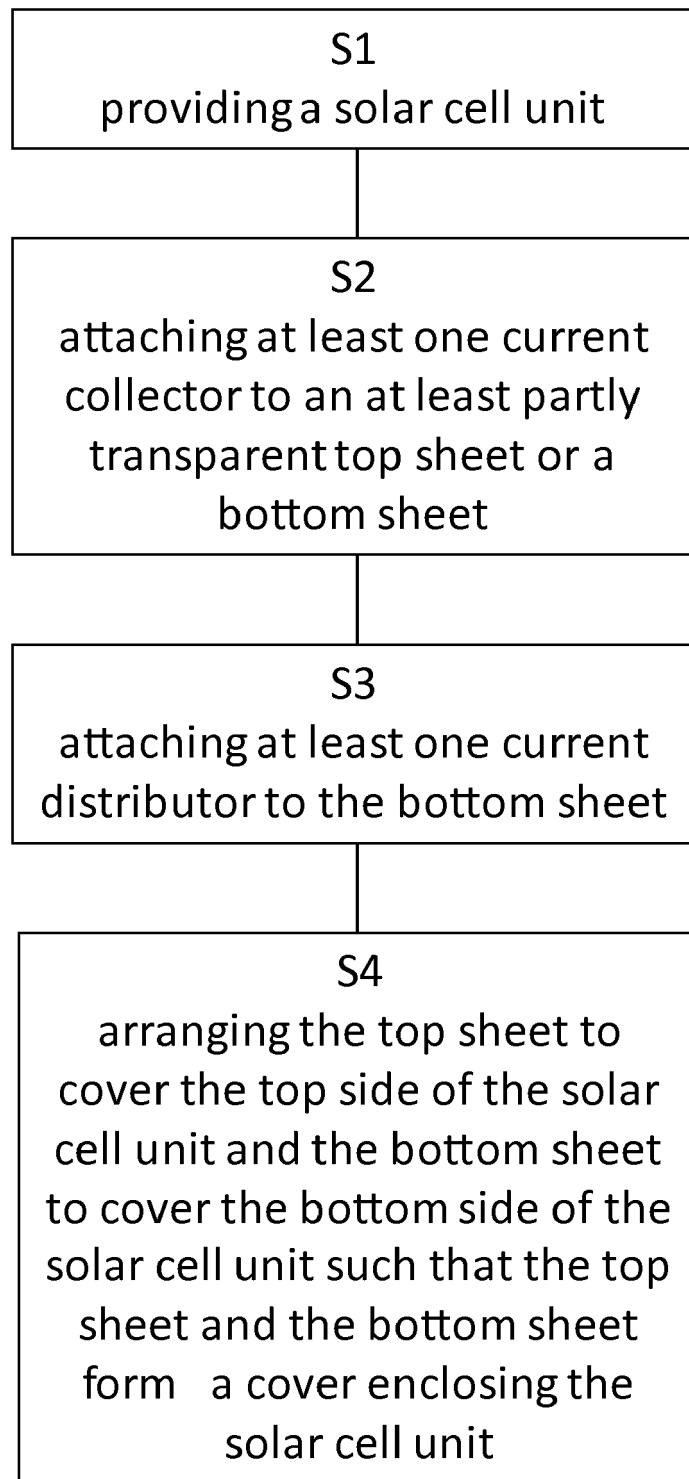 S1
providing a solar cell unit
S2
attaching at least one current
collector to an at least partly
transparent top sheet or a
bottom sheet
S3
attaching at least one current
distributor to the bottom sheet
S4
arranging the top sheet to
cover the top side of the solar
cell unit and the bottom sheet
to cover the bottom side of the
solar cell unit such that the top
sheet and the bottom sheet
form a cover enclosing the
solar cell unit